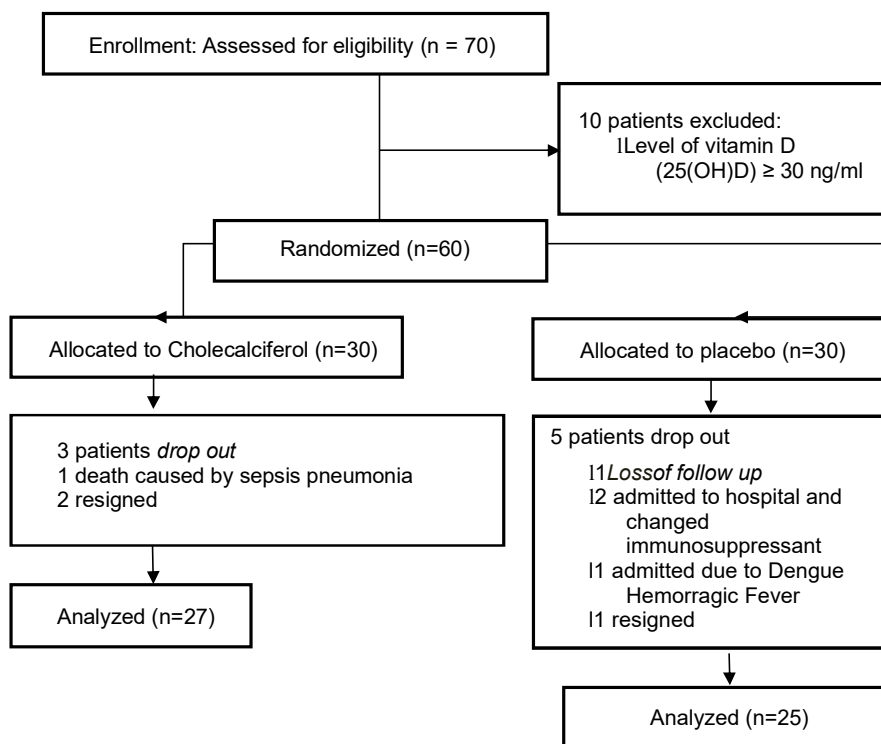 Enrollment: Assessed for eligibility (n = 70)
10 patients excluded:
lLevel of vitamin D
(25(OH)D) ≥ 30 ng/ml
Randomized (n=60)
Allocated to Cholecalciferol (n=30)
Allocated to placebo (n=30)
3 patients drop out
1 death caused by sepsis pneumonia
2 resigned
5 patients drop out
l1Lossof follow up
l2 admitted to hospital and
changed
immunosuppressant
l1 admitted due to Dengue
Hemorragic Fever
l1 resigned
Analyzed (n=27)
Analyzed (n=25)